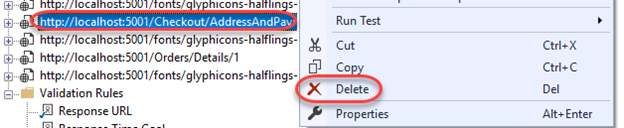 http://localhost:5001/fonts/glyphicons-halflings-
http://localhost:5001/Checkout/AddressAndPay
http://localhost:5001/fonts/glyphicons-halflings-
http://localhost:5001/Orders/Details/1
http://localhost:5001/fonts/glyphicons-halflings-
Validation Rules
Response URL
Response Time Goal
Run Test
Cut Ctrl+X
Copy Ctrl+C
Delete Del
Properties Alt+Enter